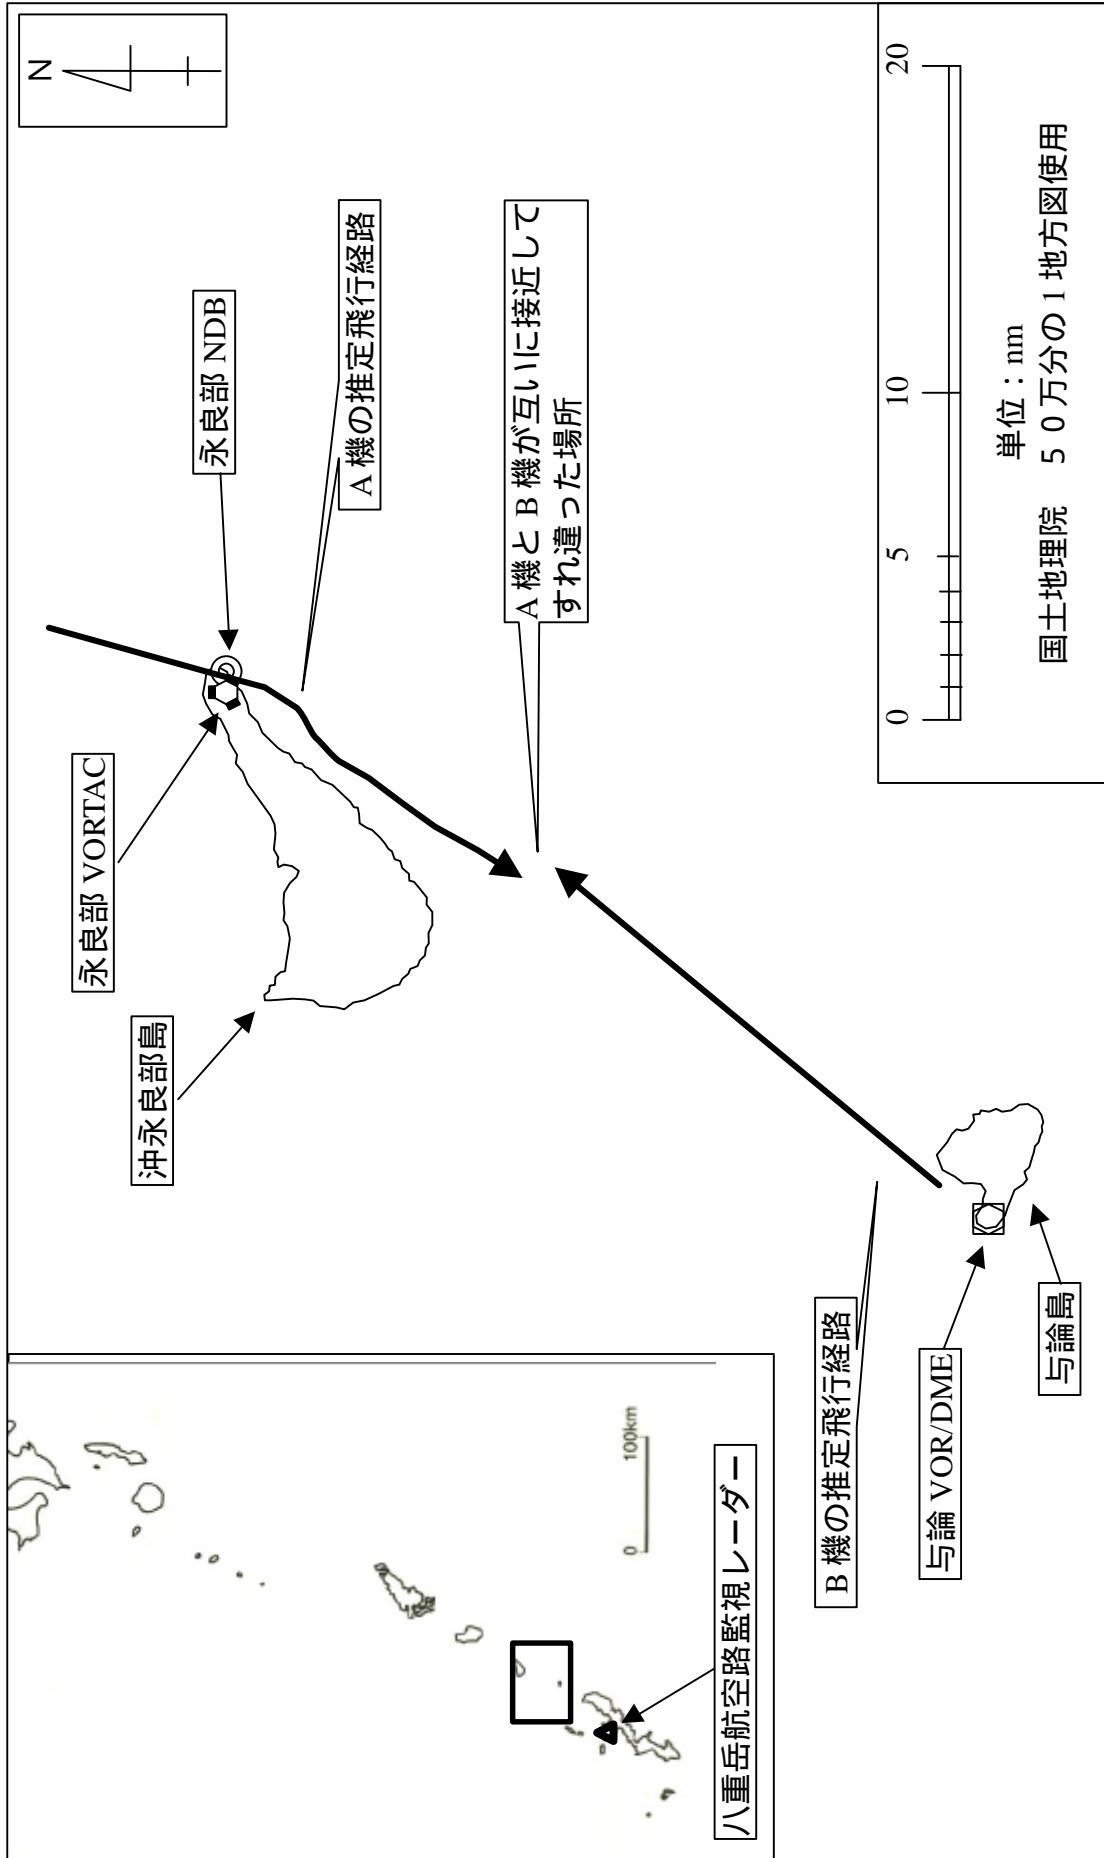 N
永良部 NDB
A 機の推定飛行経路
A 機と B 機が互いに接近して
すれ違った場所
永良部 VORTAC
沖永良部島
B 機の推定飛行経路
与論 VOR/DME
与論島
0 100km
八重岳航空路監視レーダー
0 5 10 20
単位：nm
国土地理院 ５０万分の 1 地方図使用